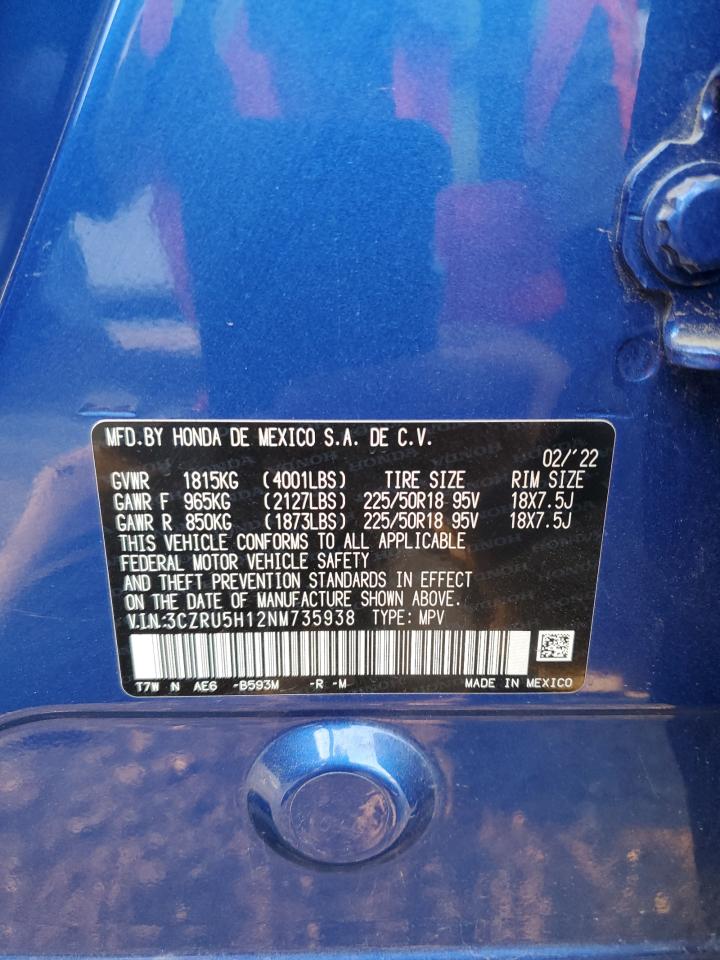 MFD.BY HONDA DE MEXICO S.A. DE C.V.
02/'22
GVWR 1815KG (4001LBS) TIRE SIZE RIM SIZE
GAWR F 965KG (2127LBS) 225/50R18 95V 18X7.5J
GAWR R 850KG (1873LBS) 225/50R18 95V 18X7.5J
THIS VEHICLE CONFORMS TO ALL APPLICABLE
FEDERAL MOTOR VEHICLE SAFETY
AND THEFT PREVENTION STANDARDS IN EFFECT
ON THE DATE OF MANUFACTURE SHOWN ABOVE.
V.I.N.:3CZRU5H12NM735938 TYPE: MPV
T7W N AE6 -B593M -R -M MADE IN MEXICO